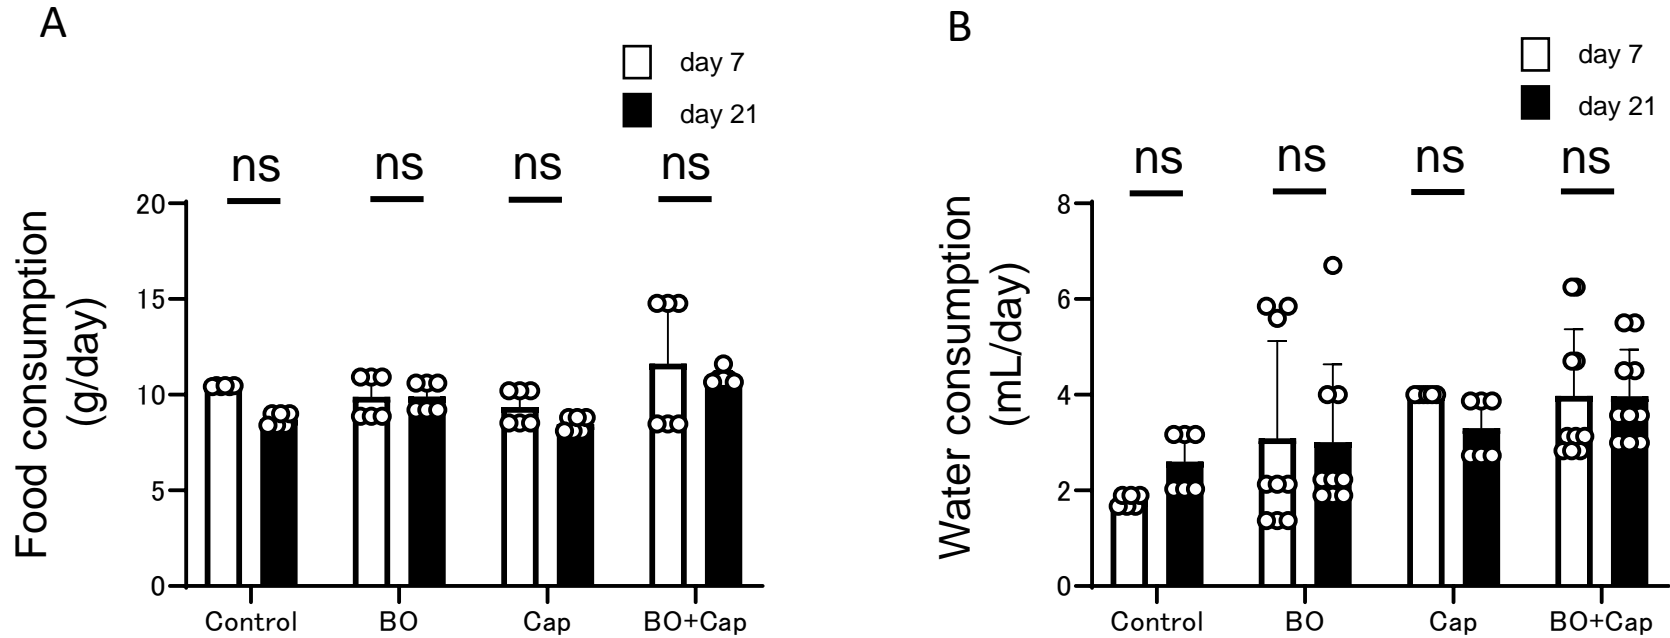 A
day 7
day 21
ns ns ns ns
Food consumption
(g/day)
20
15
10
5
0
Control BO Cap BO+Cap
B
day 7
day 21
ns ns ns ns
Water consumption
(mL/day)
8
6
4
2
0
Control BO Cap BO+Cap